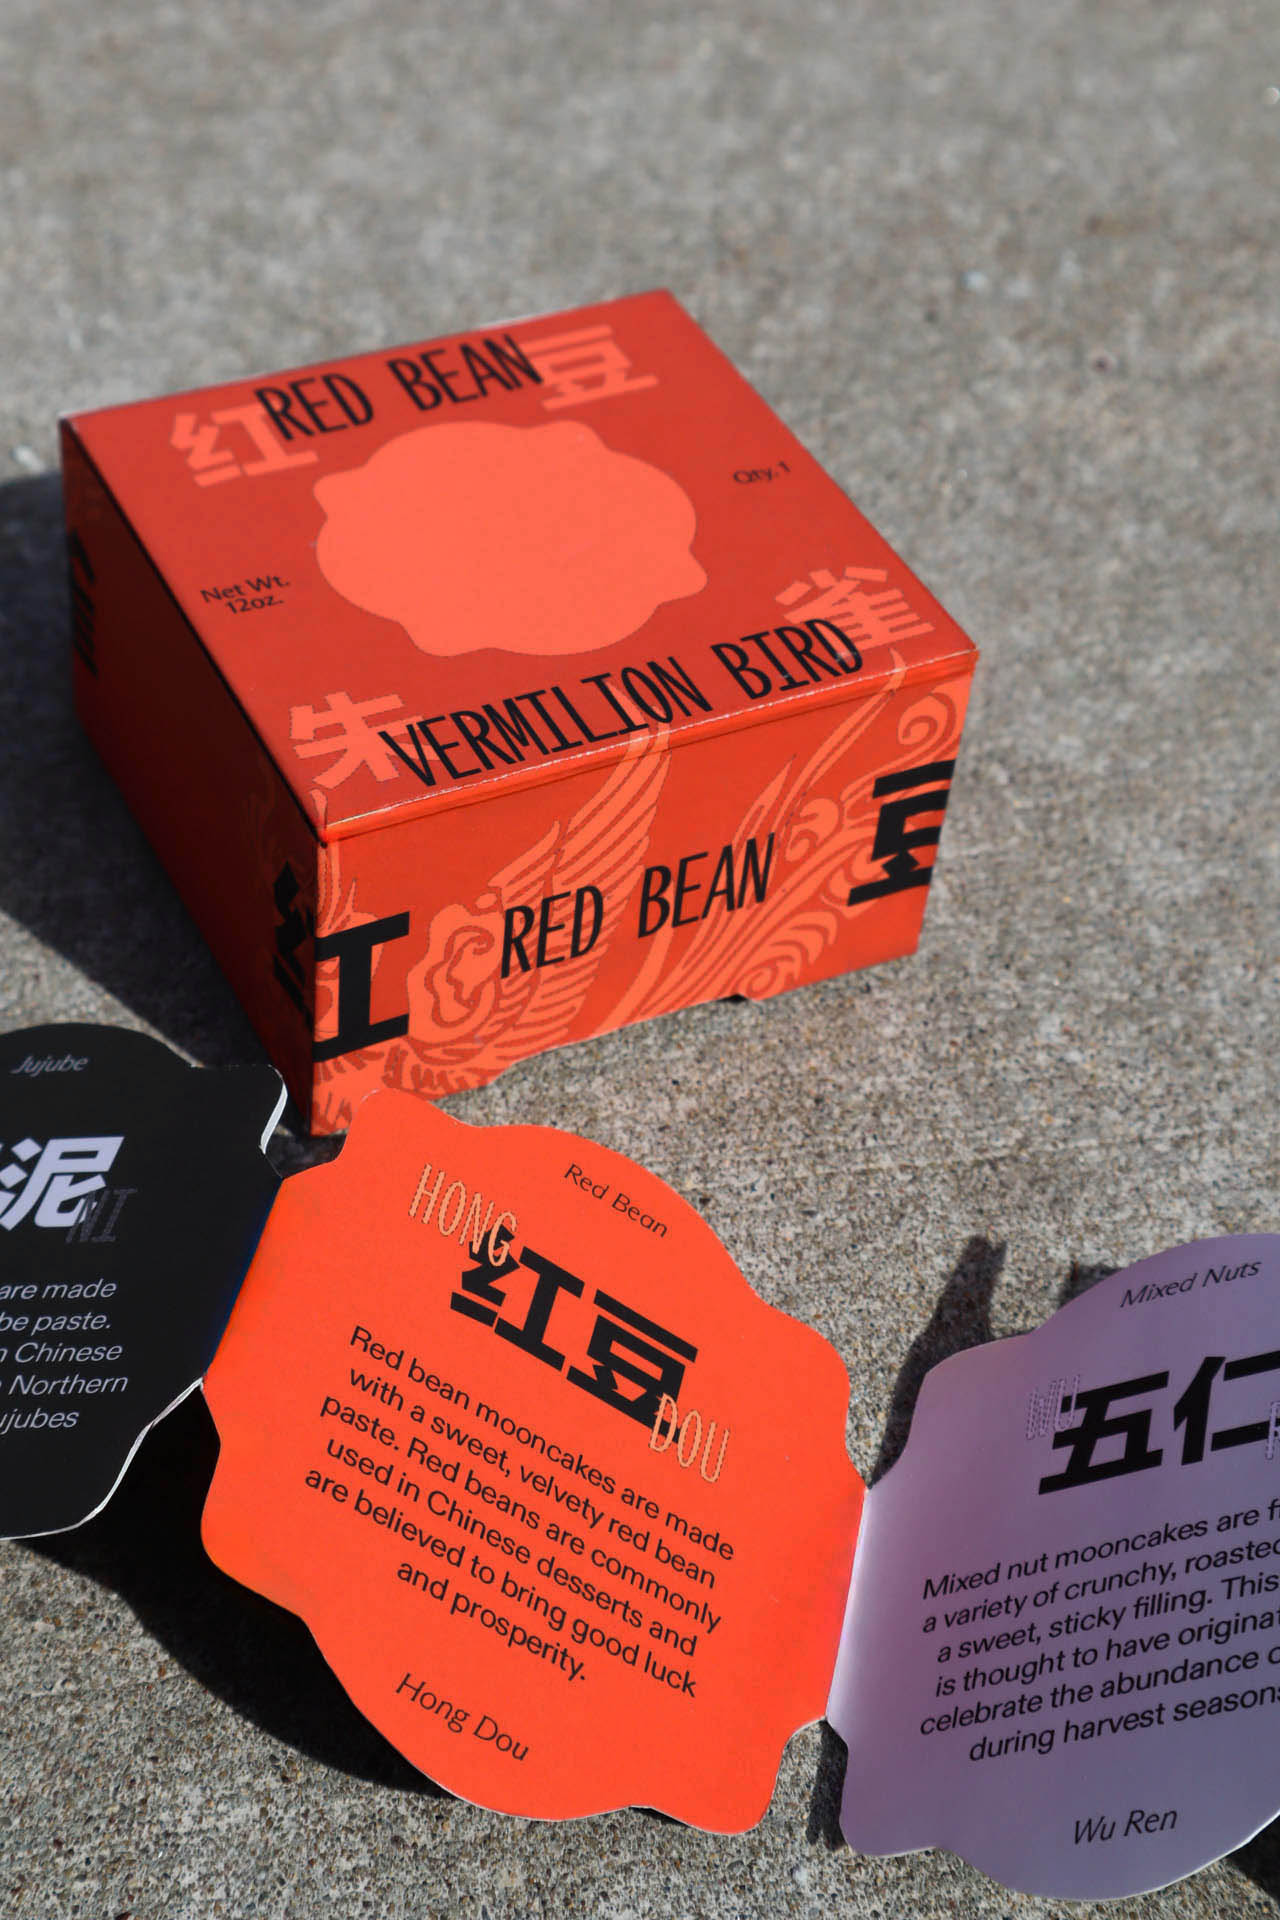 RED BEAN
红豆
Qty. 1
Net Wt.
12oz.
朱雀
VERMILION BIRD
红 RED BEAN 豆
Jujube
泥
NI
are made
be paste.
Chinese
Northern
jujubes
Red Bean
HONG
红豆
DOU
Red bean mooncakes are made
with a sweet, velvety red bean
paste. Red beans are commonly
used in Chinese desserts and
are believed to bring good luck
and prosperity.
Hong Dou
Mixed Nuts
WU
五仁
Mixed nut mooncakes are
a variety of crunchy, roasted
a sweet, sticky filling. This
is thought to have
celebrate the abundance
during harvest seasons
Wu Ren